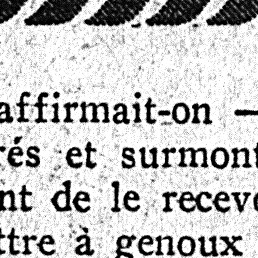 affirmait-on —
rés et surmont
nt de le recev
ttre à genoux